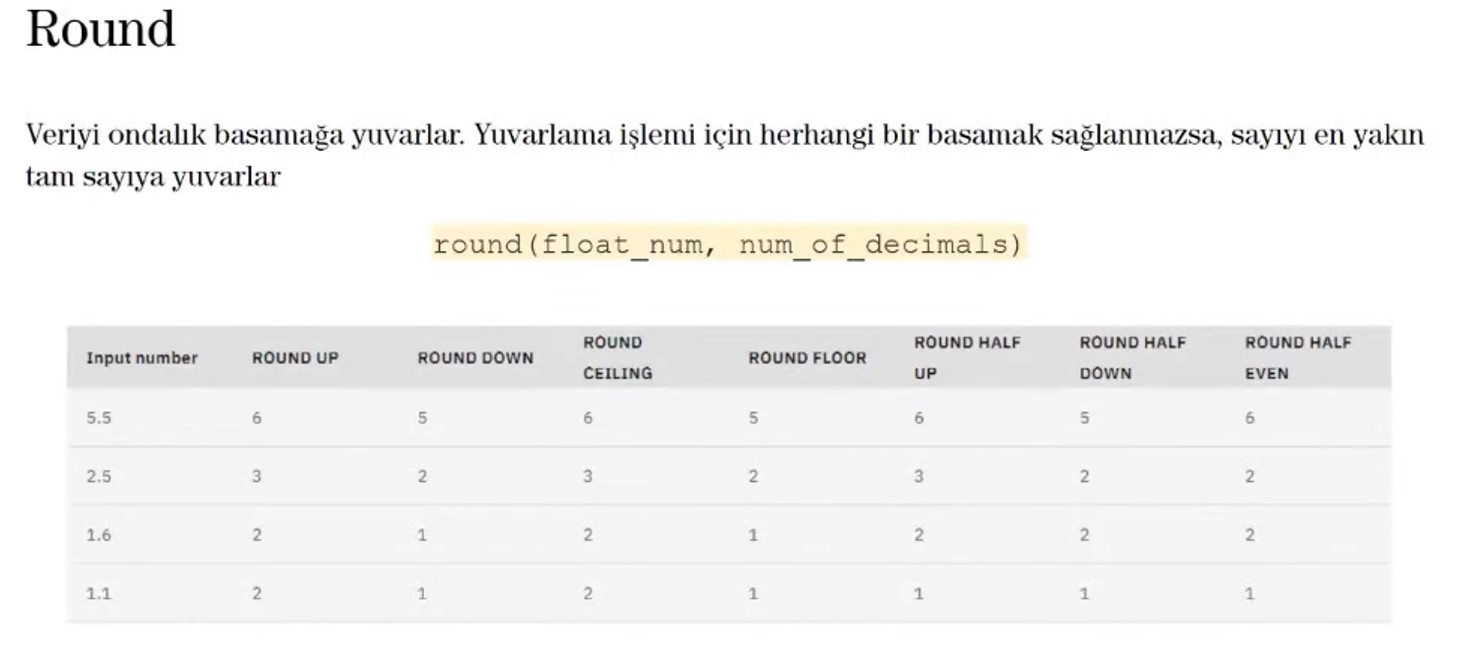 Round
Veriyi ondalık basamağa yuvarlar. Yuvarlama işlemi için herhangi bir basamak sağlanmazsa, sayıyı en yakın
tam sayıya yuvarlar
round(float_num, num_of_decimals)
Input number ROUND UP ROUND DOWN ROUND CEILING ROUND FLOOR ROUND HALF UP ROUND HALF DOWN ROUND HALF EVEN
5.5 6 5 6 5 6 5 6
2.5 3 2 3 2 3 2 2
1.6 2 1 2 1 2 2 2
1.1 2 1 2 1 1 1 1